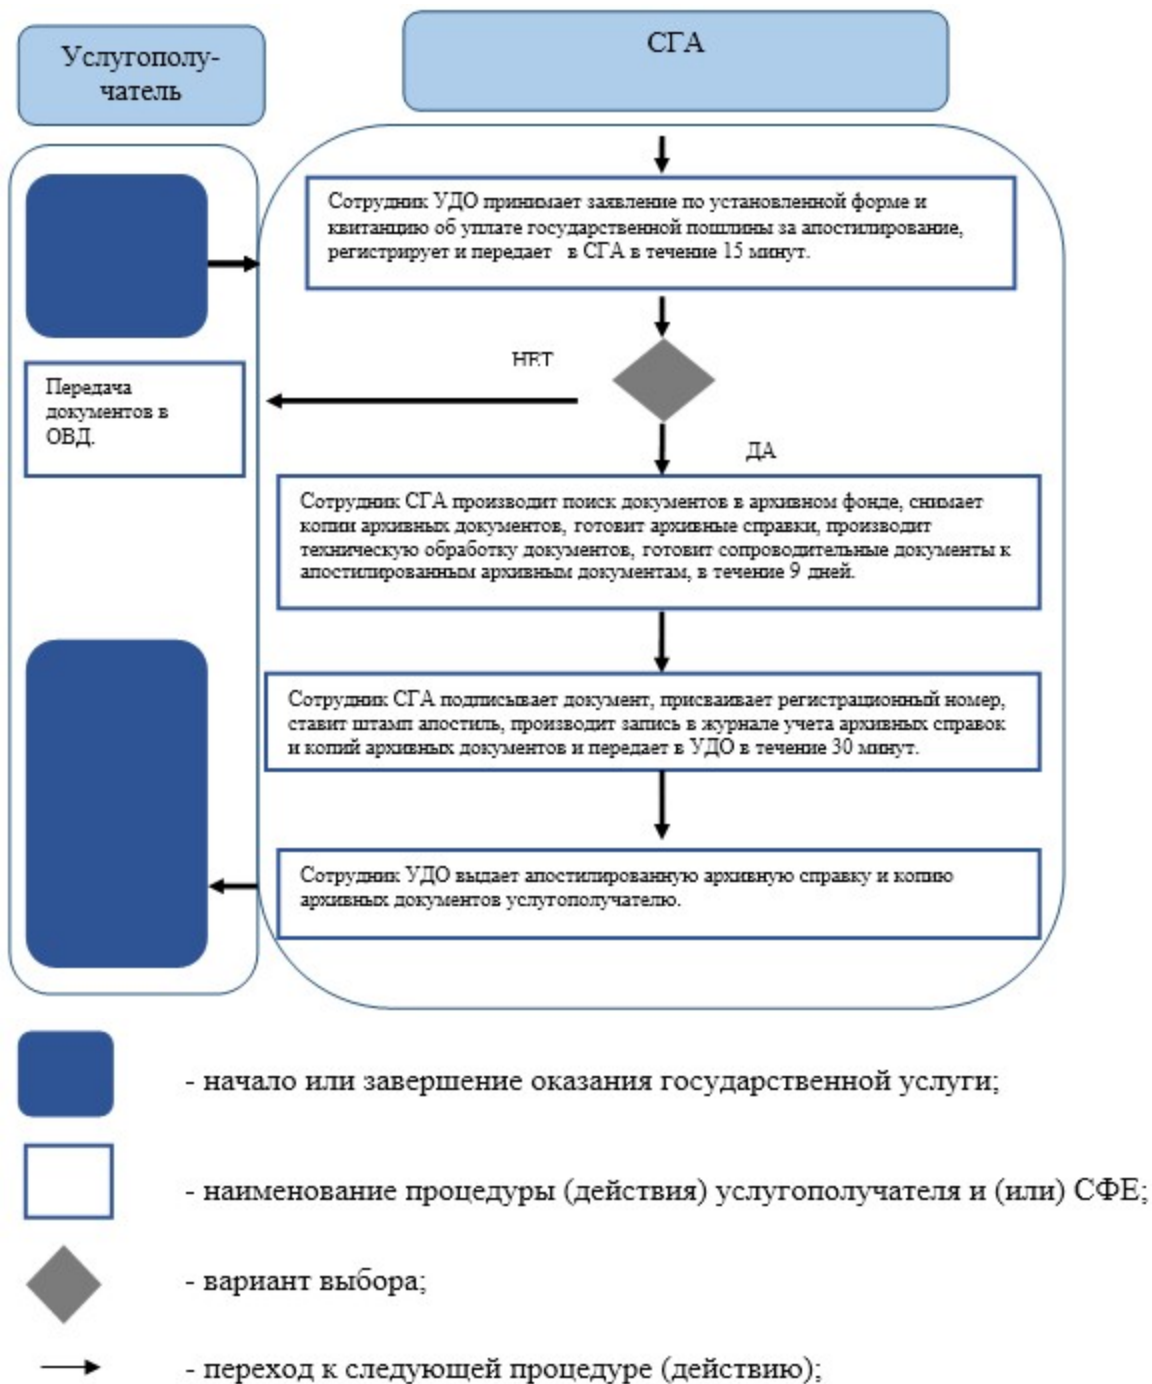 Услугополу-
чатель
СГА
Сотрудник УДО принимает заявление по установленной форме и
квитанцию об уплате государственной пошлины за апостилирование,
регистрирует и передает в СГА в течение 15 минут.
НЕТ
Передача
документов в
ОВД.
ДА
Сотрудник СГА производит поиск документов в архивном фонде, снимает
копии архивных документов, готовит архивные справки, производит
техническую обработку документов, готовит сопроводительные документы к
апостилированным архивным документам, в течение 9 дней.
Сотрудник СГА подписывает документ, присваивает регистрационный номер,
ставит штамп апостиль, производит запись в журнале учета архивных справок
и копий архивных документов и передает в УДО в течение 30 минут.
Сотрудник УДО выдает апостилированную архивную справку и копию
архивных документов услугополучателю.
- начало или завершение оказания государственной услуги;
- наименование процедуры (действия) услугополучателя и (или) СФЕ;
- вариант выбора;
- переход к следующей процедуре (действию);